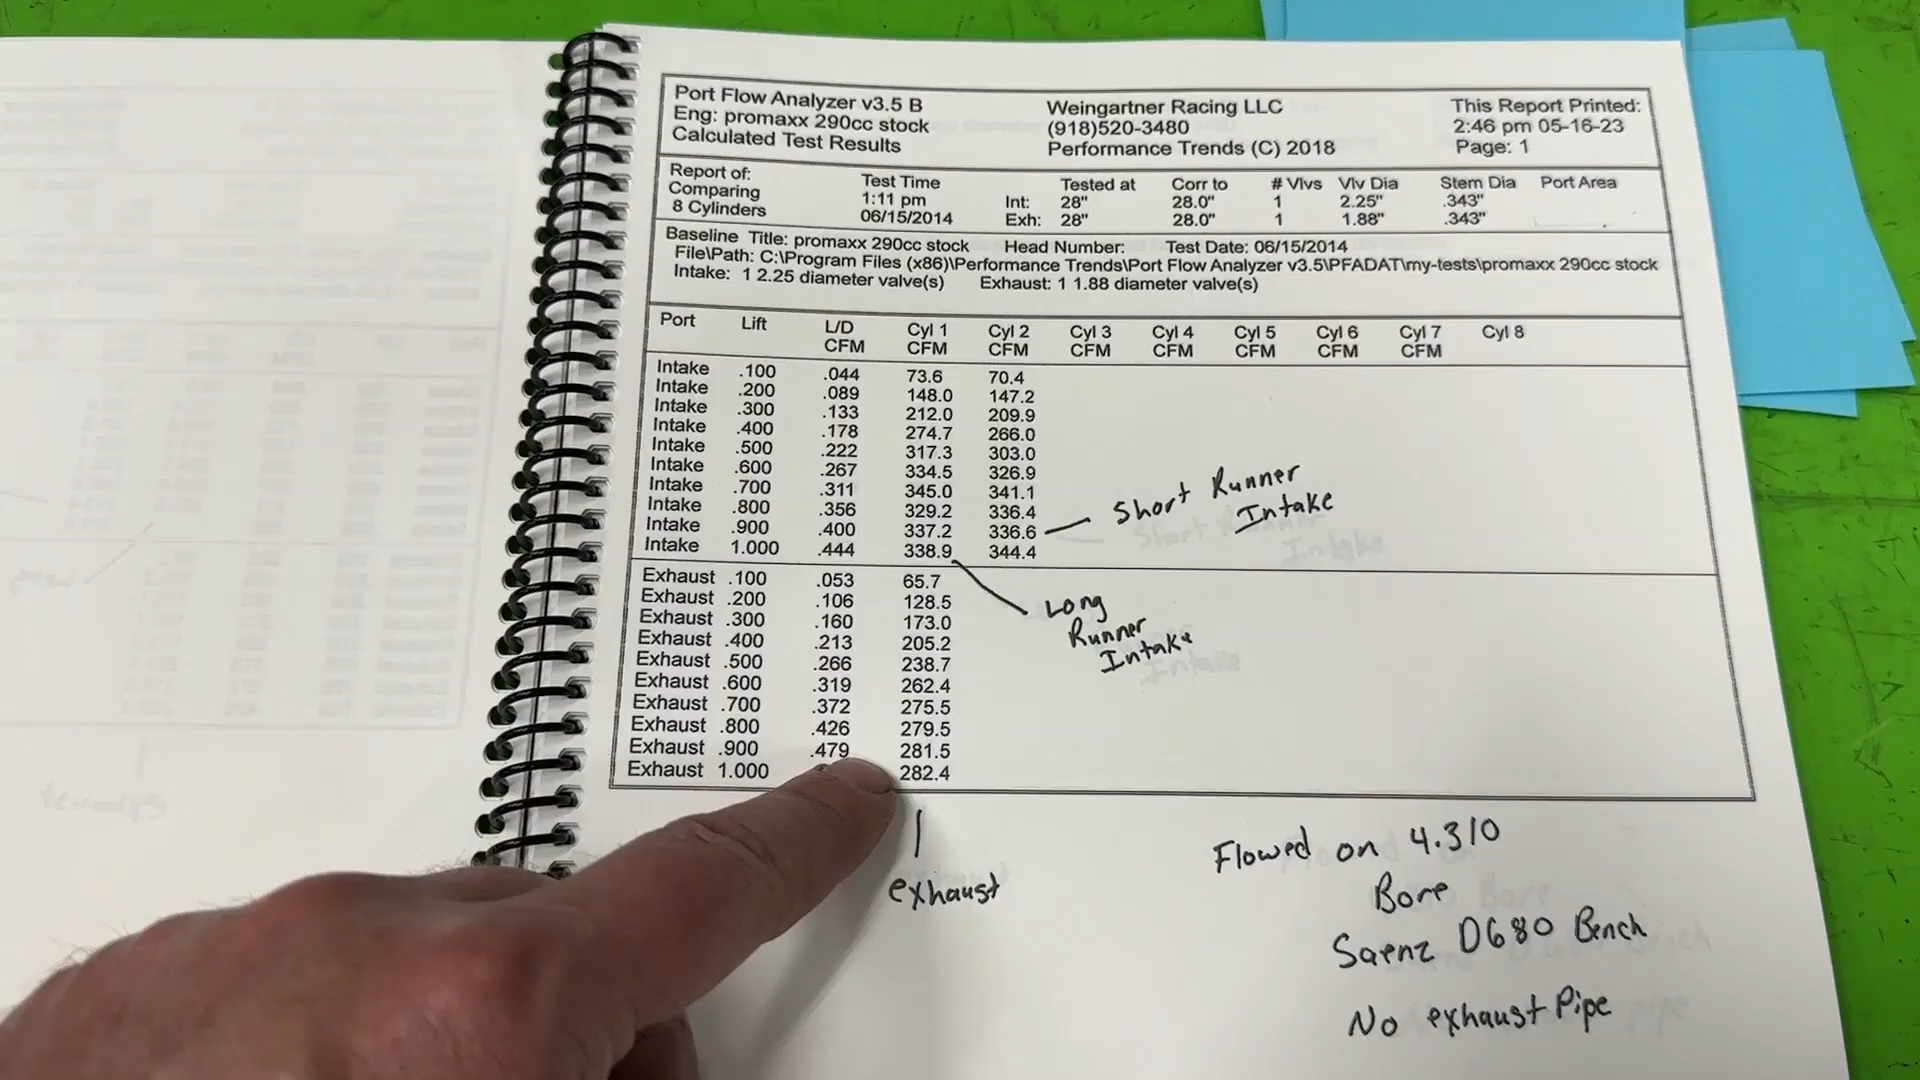 Port Flow Analyzer v3.5 B Weingartner Racing LLC This Report Printed:
Eng: promaxx 290cc stock (918)520-3480 2:46 pm 05-16-23
Calculated Test Results Performance Trends (C) 2018 Page: 1
Report of: Test Time Tested at Corr to # Vlvs Vlv Dia Stem Dia Port Area
Comparing 1:11 pm Int: 28" 28.0" 1 2.25" .343"
8 Cylinders 06/15/2014 Exh: 28" 28.0" 1 1.88" .343"
Baseline Title: promaxx 290cc stock Head Number: Test Date: 06/15/2014
File\Path: C:\Program Files (x86)\Performance Trends\Port Flow Analyzer v3.5\PFADAT\my-tests\promaxx 290cc stock
Intake: 1 2.25 diameter valve(s) Exhaust: 1 1.88 diameter valve(s)
Port Lift L/D Cyl 1 Cyl 2 Cyl 3 Cyl 4 Cyl 5 Cyl 6 Cyl 7 Cyl 8
CFM CFM CFM CFM CFM CFM CFM CFM
Intake .100 .044 73.6 70.4
Intake .200 .089 148.0 147.2
Intake .300 .133 212.0 209.9
Intake .400 .178 274.7 266.0
Intake .500 .222 317.3 303.0
Intake .600 .267 334.5 326.9
Intake .700 .311 345.0 341.1
Intake .800 .356 329.2 336.4
Intake .900 .400 337.2 336.6
Intake 1.000 .444 338.9 344.4
Short Runner
Intake
Exhaust .100 .053 65.7
Exhaust .200 .106 128.5
Exhaust .300 .160 173.0
Exhaust .400 .213 205.2
Exhaust .500 .266 238.7
Exhaust .600 .319 262.4
Exhaust .700 .372 275.5
Exhaust .800 .426 279.5
Exhaust .900 .479 281.5
Exhaust 1.000 282.4
Long
Runner
Intake
exhaust
Flowed on 4.310
Bore
Saenz D680 Bench
No exhaust Pipe